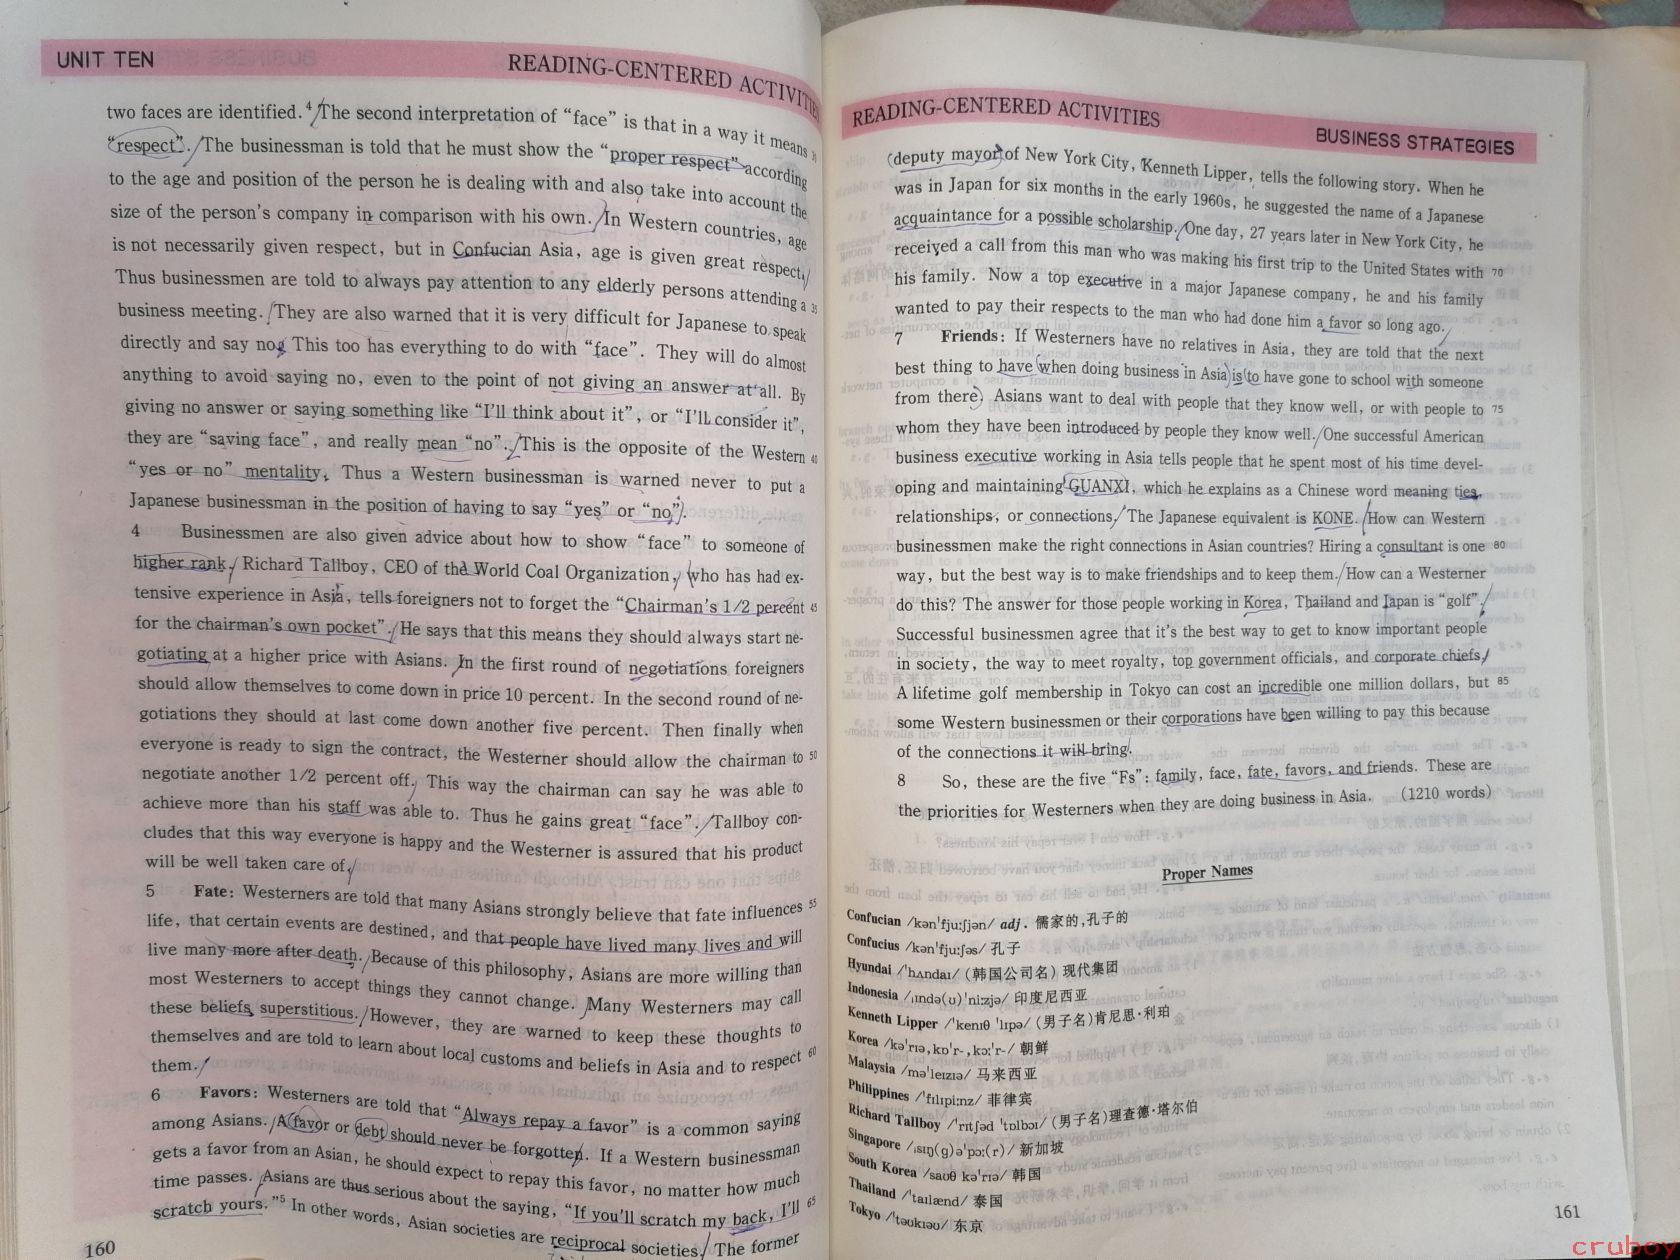 UNIT TEN
READING-CENTERED ACTIVITIES
two faces are identified.⁴ The second interpretation of “face” is that in a way it means
“respect”. The businessman is told that he must show the “proper respect” according
to the age and position of the person he is dealing with and also take into account the
size of the person's company in comparison with his own. In Western countries, age
is not necessarily given respect, but in Confucian Asia, age is given great respect.
Thus businessmen are told to always pay attention to any elderly persons attending a 35
business meeting. They are also warned that it is very difficult for Japanese to speak
directly and say no. This too has everything to do with “face”. They will do almost
anything to avoid saying no, even to the point of not giving an answer at all. By
giving no answer or saying something like “I'll think about it”, or “I'll consider it”,
they are “saving face”, and really mean “no”. This is the opposite of the Western 40
“yes or no” mentality. Thus a Western businessman is warned never to put a
Japanese businessman in the position of having to say “yes” or “no”.
4 Businessmen are also given advice about how to show “face” to someone of
higher rank. Richard Tallboy, CEO of the World Coal Organization, who has had ex-
tensive experience in Asia, tells foreigners not to forget the “Chairman's 1/2 percent 45
for the chairman's own pocket”. He says that this means they should always start ne-
gotiating at a higher price with Asians. In the first round of negotiations foreigners
should allow themselves to come down in price 10 percent. In the second round of ne-
gotiations they should at last come down another five percent. Then finally when
everyone is ready to sign the contract, the Westerner should allow the chairman to 50
negotiate another 1/2 percent off. This way the chairman can say he was able to
achieve more than his staff was able to. Thus he gains great “face”. Tallboy con-
cludes that this way everyone is happy and the Westerner is assured that his product
will be well taken care of.
5 Fate: Westerners are told that many Asians strongly believe that fate influences 55
life, that certain events are destined, and that people have lived many lives and will
live many more after death. Because of this philosophy, Asians are more willing than
most Westerners to accept things they cannot change. Many Westerners may call
these beliefs superstitious. However, they are warned to keep these thoughts to
themselves and are told to learn about local customs and beliefs in Asia and to respect 60
them.
6 Favors: Westerners are told that “Always repay a favor” is a common saying
among Asians. A favor or debt should never be forgotten. If a Western businessman
gets a favor from an Asian, he should expect to repay this favor, no matter how much
time passes. Asians are thus serious about the saying, “If you'll scratch my back, I'll 65
scratch yours.”⁵ In other words, Asian societies are reciprocal societies. The former
160
READING-CENTERED ACTIVITIES
BUSINESS STRATEGIES
deputy mayor of New York City, Kenneth Lipper, tells the following story. When he
was in Japan for six months in the early 1960s, he suggested the name of a Japanese
acquaintance for a possible scholarship. One day, 27 years later in New York City, he
received a call from this man who was making his first trip to the United States with 70
his family. Now a top executive in a major Japanese company, he and his family
wanted to pay their respects to the man who had done him a favor so long ago.
7 Friends: If Westerners have no relatives in Asia, they are told that the next
best thing to have when doing business in Asia is to have gone to school with someone
from there. Asians want to deal with people that they know well, or with people to 75
whom they have been introduced by people they know well. One successful American
business executive working in Asia tells people that he spent most of his time devel-
oping and maintaining GUANXI, which he explains as a Chinese word meaning ties,
relationships, or connections. The Japanese equivalent is KONE. How can Western
businessmen make the right connections in Asian countries? Hiring a consultant is one 80
way, but the best way is to make friendships and to keep them. How can a Westerner
do this? The answer for those people working in Korea, Thailand and Japan is “golf”.
Successful businessmen agree that it's the best way to get to know important people
in society, the way to meet royalty, top government officials, and corporate chiefs.
A lifetime golf membership in Tokyo can cost an incredible one million dollars, but 85
some Western businessmen or their corporations have been willing to pay this because
of the connections it will bring.
8 So, these are the five “Fs”: family, face, fate, favors, and friends. These are
the priorities for Westerners when they are doing business in Asia. (1210 words)
Proper Names
Confucian /kən'fju:ʃjən/ adj. 儒家的,孔子的
Confucius /kən'fju:ʃəs/ 孔子
Hyundai /'hʌndaɪ/ (韩国公司名) 现代集团
Indonesia /ˌɪndə(ʊ)'ni:zjə/ 印度尼西亚
Kenneth Lipper /'kenɪθ 'lɪpə/ (男子名)肯尼思·利珀
Korea /kə'rɪə, kɒ'r-, kɔ:'r-/ 朝鲜
Malaysia /mə'leɪzɪə/ 马来西亚
Philippines /'fɪlɪpi:nz/ 菲律宾
Richard Tallboy /'rɪtʃəd 'tɒlbɔɪ/ (男子名)理查德·塔尔伯
Singapore /ˌsɪŋ(g)ə'pɔ:(r)/ 新加坡
South Korea /saʊθ kə'rɪə/ 韩国
Thailand /'taɪlænd/ 泰国
Tokyo /'təʊkɪəʊ/ 东京
161
cruboy